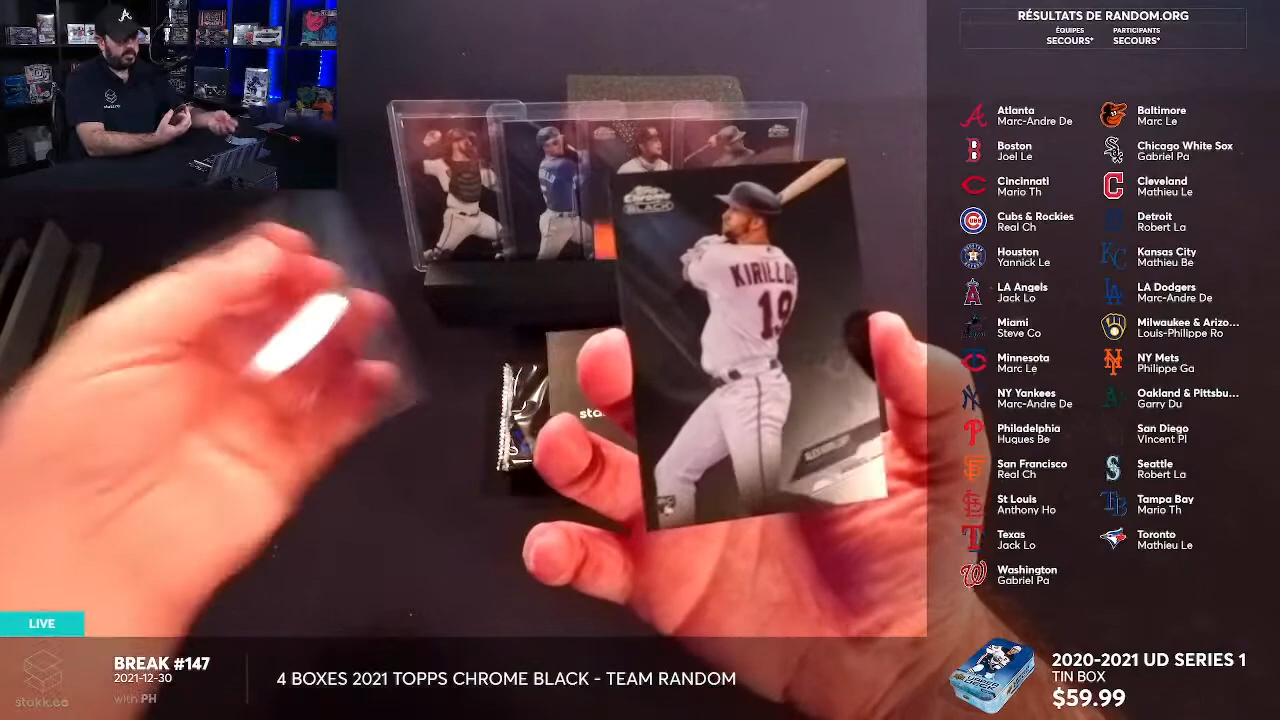 RÉSULTATS DE RANDOM.ORG
ÉQUIPES
SECOURS*
PARTICIPANTS
SECOURS*
Atlanta
Marc-Andre De
Baltimore
Marc Le
Boston
Joel Le
Chicago White Sox
Gabriel Pa
Cincinnati
Mario Th
Cleveland
Mathieu Le
Cubs & Rockies
Real Ch
Detroit
Robert La
Houston
Yannick Le
Kansas City
Mathieu Be
LA Angels
Jack Lo
LA Dodgers
Marc-Andre De
Miami
Steve Co
Milwaukee & Arizo...
Louis-Philippe Ro
Minnesota
Marc Le
NY Mets
Philippe Ga
NY Yankees
Marc-Andre De
Oakland & Pittsbu...
Garry Du
Philadelphia
Hugues Be
San Diego
Vincent Pl
San Francisco
Real Ch
Seattle
Robert La
St Louis
Anthony Ho
Tampa Bay
Mario Th
Texas
Jack Lo
Toronto
Mathieu Le
Washington
Gabriel Pa
Topps
Chrome
BLACK
KIRILLOF
19
ALEX KIRILLOFF
LIVE
stakk.ca
BREAK #147
2021-12-30
with PH
4 BOXES 2021 TOPPS CHROME BLACK - TEAM RANDOM
2020-2021 UD SERIES 1
TIN BOX
$59.99